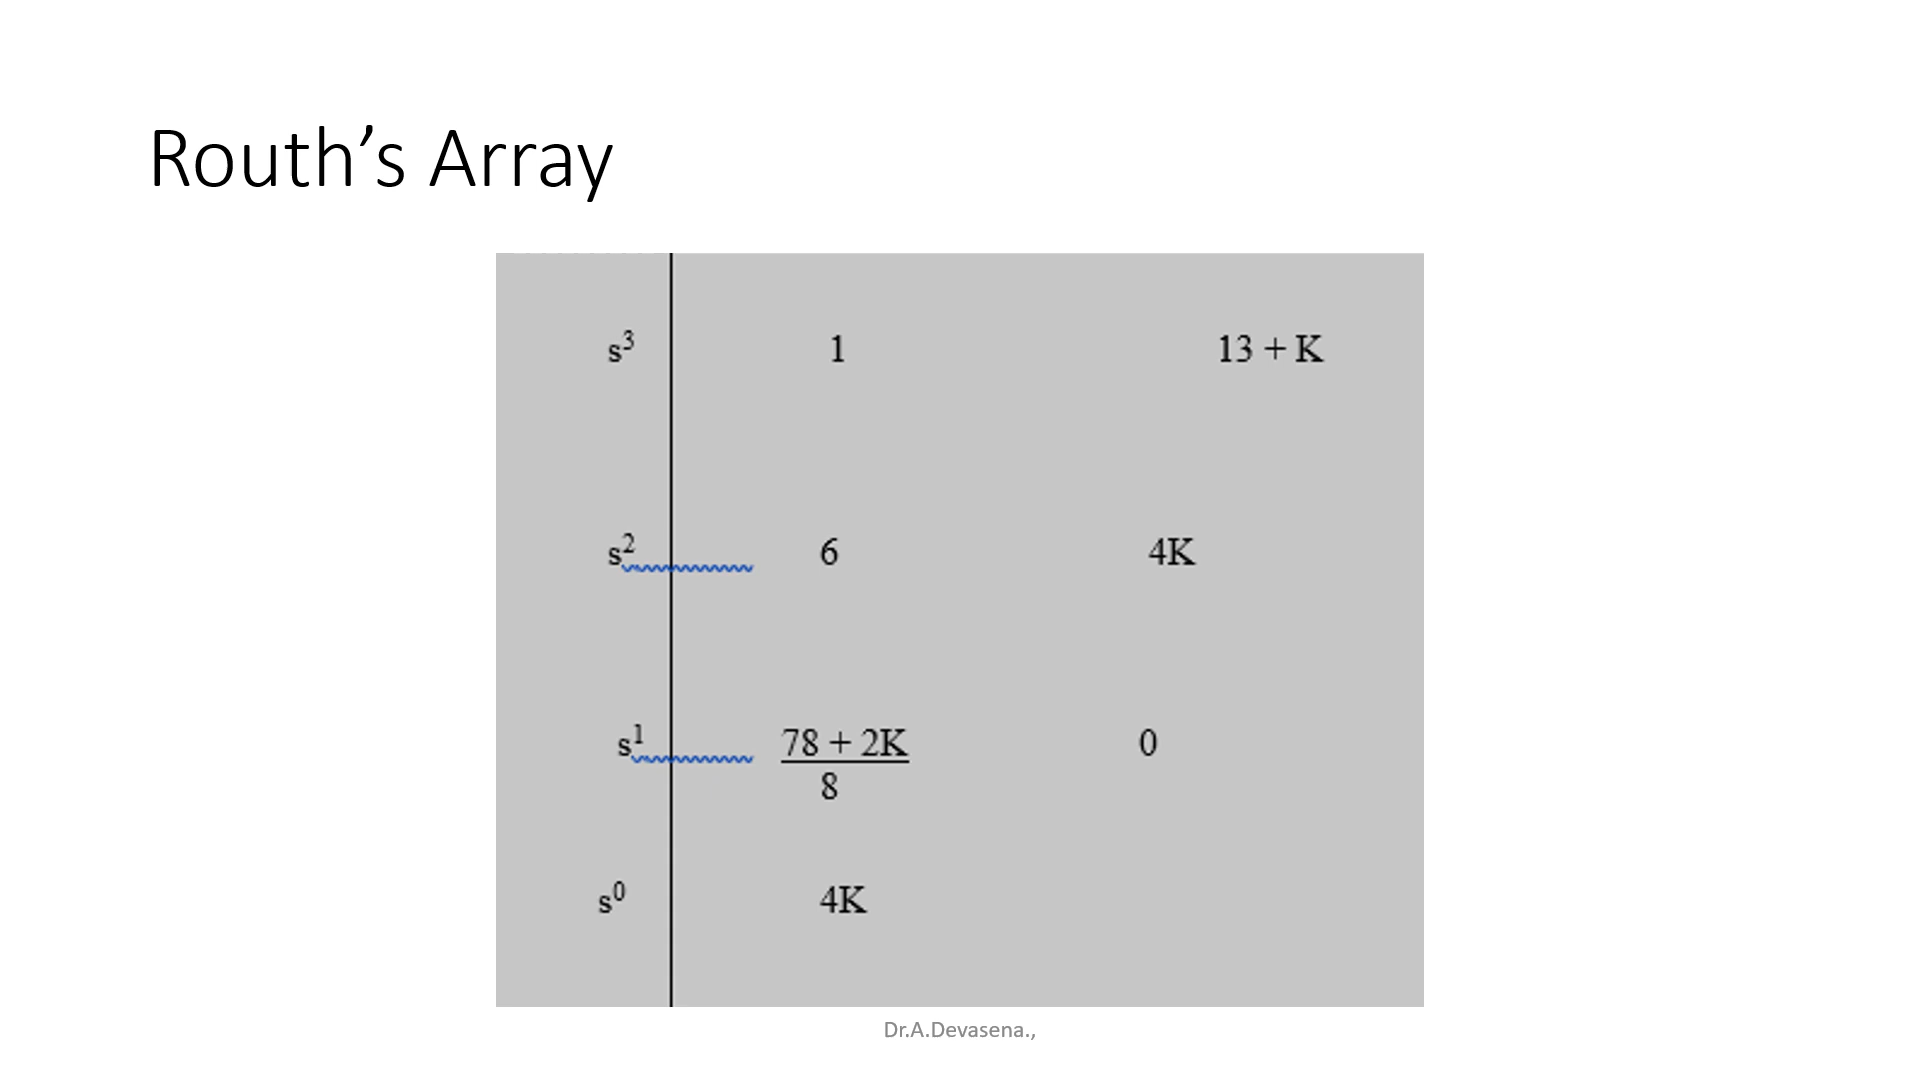 Routh’s Array
s³ 1 13 + K
s² 6 4K
s¹ 78 + 2K 0
8
s⁰ 4K
Dr.A.Devasena.,